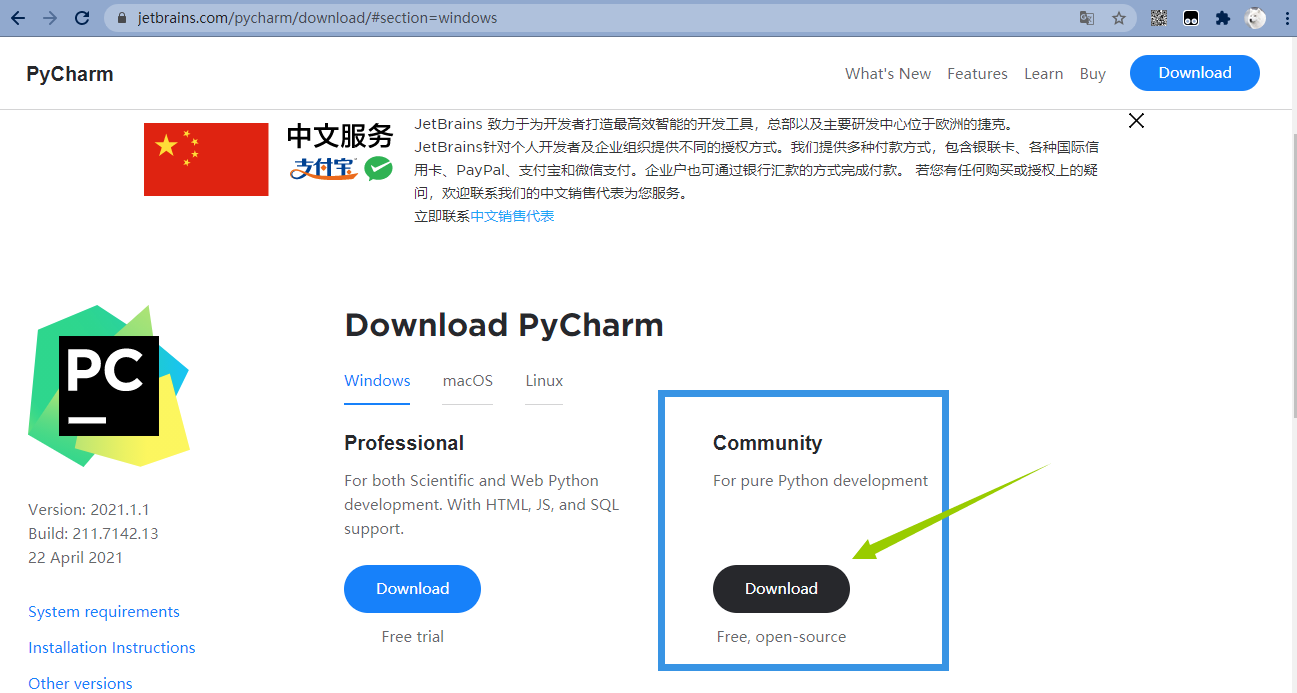 jetbrains.com/pycharm/download/#section=windows
PyCharm
What's New
Features
Learn
Buy
Download
中文服务
支付宝
JetBrains 致力于为开发者打造最高效智能的开发工具，总部以及主要研发中心位于欧洲的捷克。
JetBrains针对个人开发者及企业组织提供不同的授权方式。我们提供多种付款方式，包含银联卡、各种国际信
用卡、PayPal、支付宝和微信支付。企业户也可通过银行汇款的方式完成付款。 若您有任何购买或授权上的疑
问，欢迎联系我们的中文销售代表为您服务。
立即联系中文销售代表
PC
Download PyCharm
Windows
macOS
Linux
Professional
For both Scientific and Web Python
development. With HTML, JS, and SQL
support.
Download
Free trial
Community
For pure Python development
Download
Free, open-source
Version: 2021.1.1
Build: 211.7142.13
22 April 2021
System requirements
Installation Instructions
Other versions